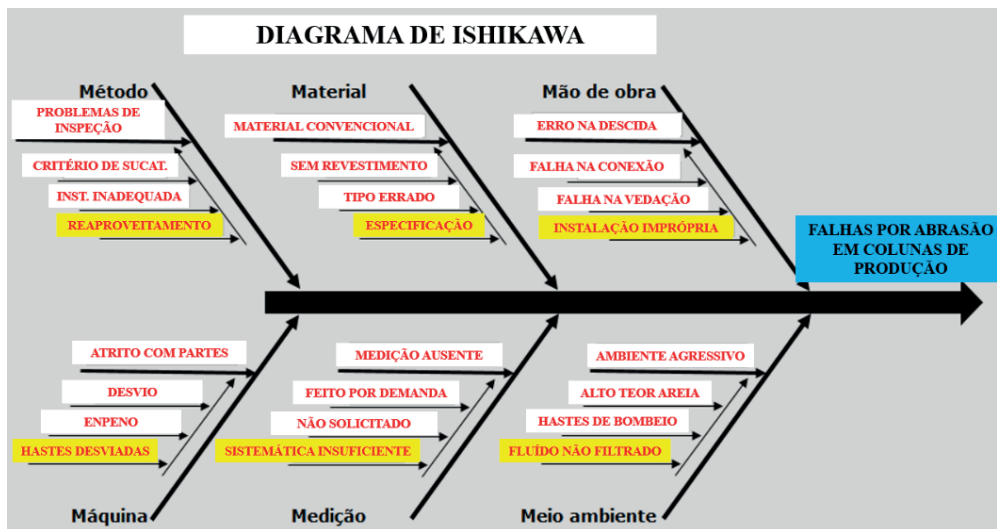 DIAGRAMA DE ISHIKAWA
Método
PROBLEMAS DE
INSPEÇÃO
CRITÉRIO DE SUCAT.
INST. INADEQUADA
REAPROVEITAMENTO
Material
MATERIAL CONVENCIONAL
SEM REVESTIMENTO
TIPO ERRADO
ESPECIFICAÇÃO
Mão de obra
ERRO NA DESCIDA
FALHA NA CONEXÃO
FALHA NA VEDAÇÃO
INSTALAÇÃO IMPRÓPRIA
FALHAS POR ABRASÃO
EM COLUNAS DE
PRODUÇÃO
ATRITO COM PARTES
DESVIO
ENPENO
HASTES DESVIADAS
Máquina
MEDIÇÃO AUSENTE
FEITO POR DEMANDA
NÃO SOLICITADO
SISTEMÁTICA INSUFICIENTE
Medição
AMBIENTE AGRESSIVO
ALTO TEOR AREIA
HASTES DE BOMBEIO
FLUÍDO NÃO FILTRADO
Meio ambiente